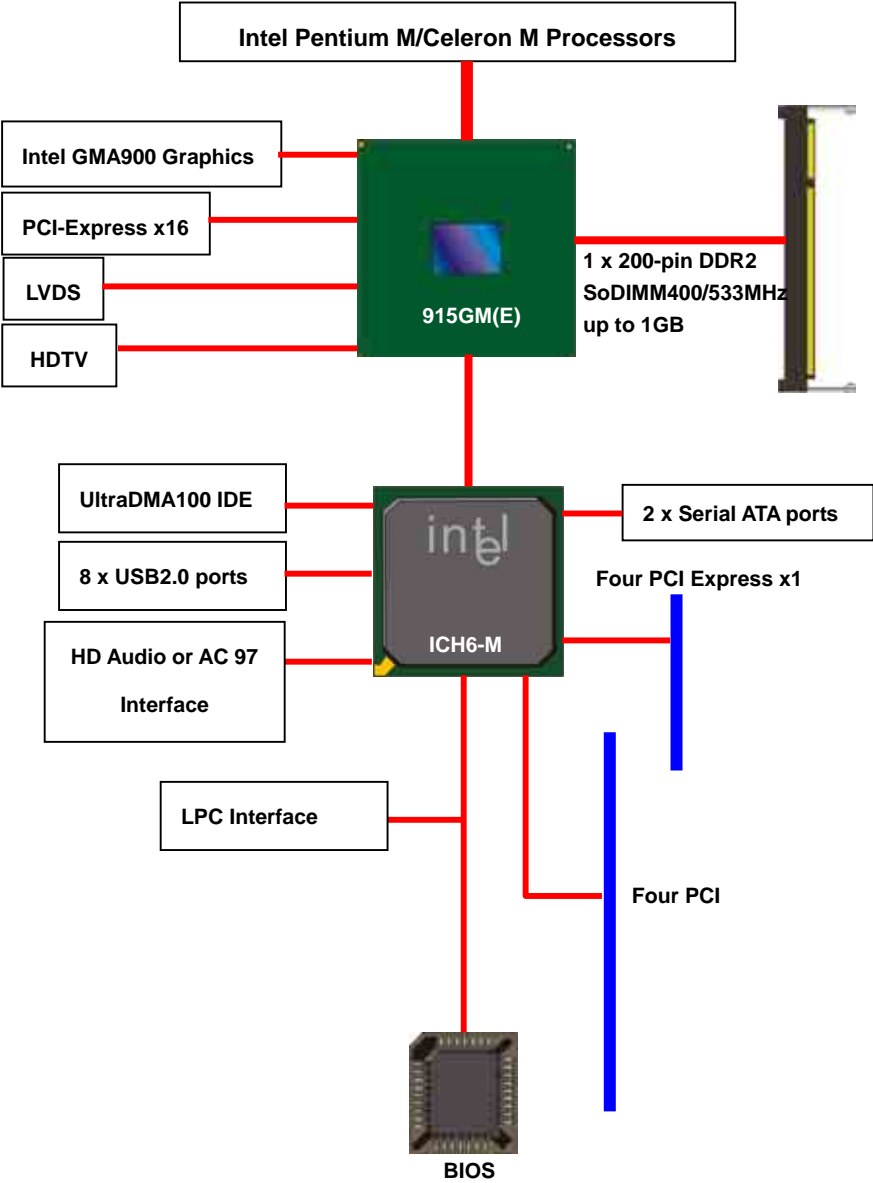 Intel Pentium M/Celeron M Processors
Intel GMA900 Graphics
PCI-Express x16
LVDS
HDTV
915GM(E)
1 x 200-pin DDR2
SoDIMM400/533MHz
up to 1GB
UltraDMA100 IDE
8 x USB2.0 ports
HD Audio or AC 97
Interface
intel
ICH6-M
2 x Serial ATA ports
Four PCI Express x1
LPC Interface
Four PCI
BIOS